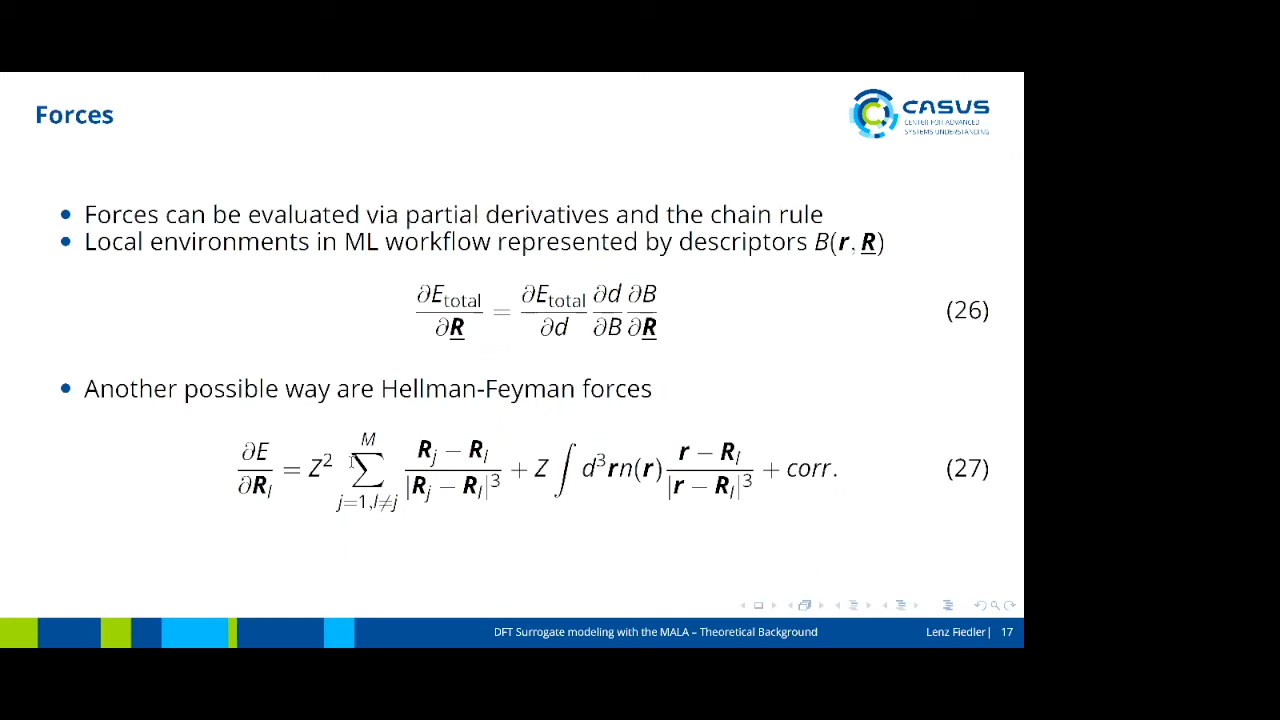 Forces
CASUS
CENTER FOR ADVANCED
SYSTEMS UNDERSTANDING
• Forces can be evaluated via partial derivatives and the chain rule
• Local environments in ML workflow represented by descriptors B(r, R)
∂E_total/∂R = ∂E_total/∂d ∂d/∂B ∂B/∂R (26)
• Another possible way are Hellman-Feyman forces
∂E/∂R_l = Z² ∑_{j=1,l≠j}^{M} (R_j − R_l)/|R_j − R_l|³ + Z ∫ d³r n(r) (r − R_l)/|r − R_l|³ + corr. (27)
DFT Surrogate modeling with the MALA – Theoretical Background
Lenz Fiedler| 17